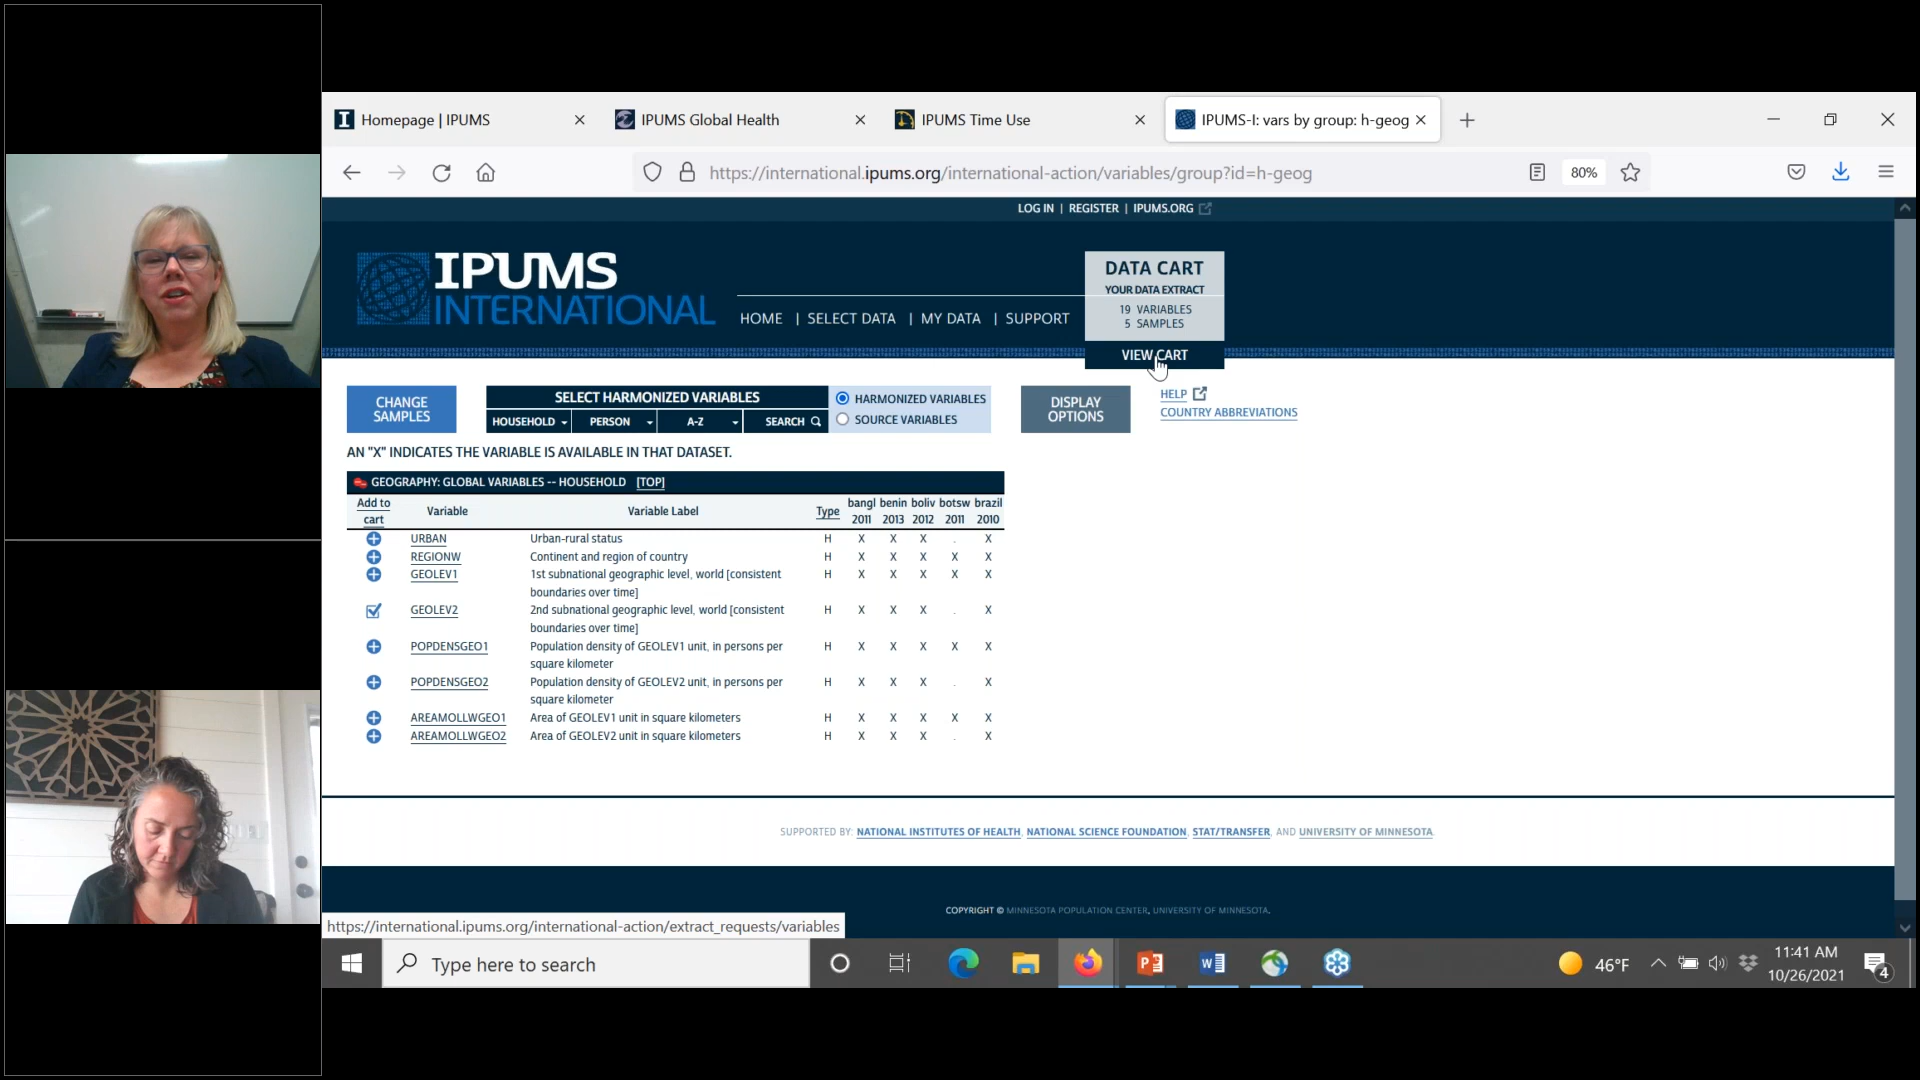 Homepage | IPUMS
IPUMS Global Health
IPUMS Time Use
IPUMS-I: vars by group: h-geog
https://international.ipums.org/international-action/variables/group?id=h-geog
80%
LOG IN | REGISTER | IPUMS.ORG
IPUMS
INTERNATIONAL
HOME | SELECT DATA | MY DATA | SUPPORT
DATA CART
YOUR DATA EXTRACT
19 VARIABLES
5 SAMPLES
VIEW CART
CHANGE
SAMPLES
SELECT HARMONIZED VARIABLES
HOUSEHOLD PERSON A-Z SEARCH
HARMONIZED VARIABLES
SOURCE VARIABLES
DISPLAY
OPTIONS
HELP
COUNTRY ABBREVIATIONS
AN "X" INDICATES THE VARIABLE IS AVAILABLE IN THAT DATASET.
GEOGRAPHY: GLOBAL VARIABLES -- HOUSEHOLD [TOP]
Add to cart Variable Variable Label Type bangl 2011 benin 2013 boliv 2012 botsw 2011 brazil 2010
URBAN Urban-rural status H X X X . X
REGIONW Continent and region of country H X X X X X
GEOLEV1 1st subnational geographic level, world [consistent H X X X X X
boundaries over time]
GEOLEV2 2nd subnational geographic level, world [consistent H X X X . X
boundaries over time]
POPDENSGEO1 Population density of GEOLEV1 unit, in persons per H X X X X X
square kilometer
POPDENSGEO2 Population density of GEOLEV2 unit, in persons per H X X X . X
square kilometer
AREAMOLLWGEO1 Area of GEOLEV1 unit in square kilometers H X X X X X
AREAMOLLWGEO2 Area of GEOLEV2 unit in square kilometers H X X X . X
SUPPORTED BY: NATIONAL INSTITUTES OF HEALTH, NATIONAL SCIENCE FOUNDATION, STAT/TRANSFER, AND UNIVERSITY OF MINNESOTA.
COPYRIGHT © MINNESOTA POPULATION CENTER, UNIVERSITY OF MINNESOTA.
https://international.ipums.org/international-action/extract_requests/variables
Type here to search
46°F
11:41 AM
10/26/2021
4